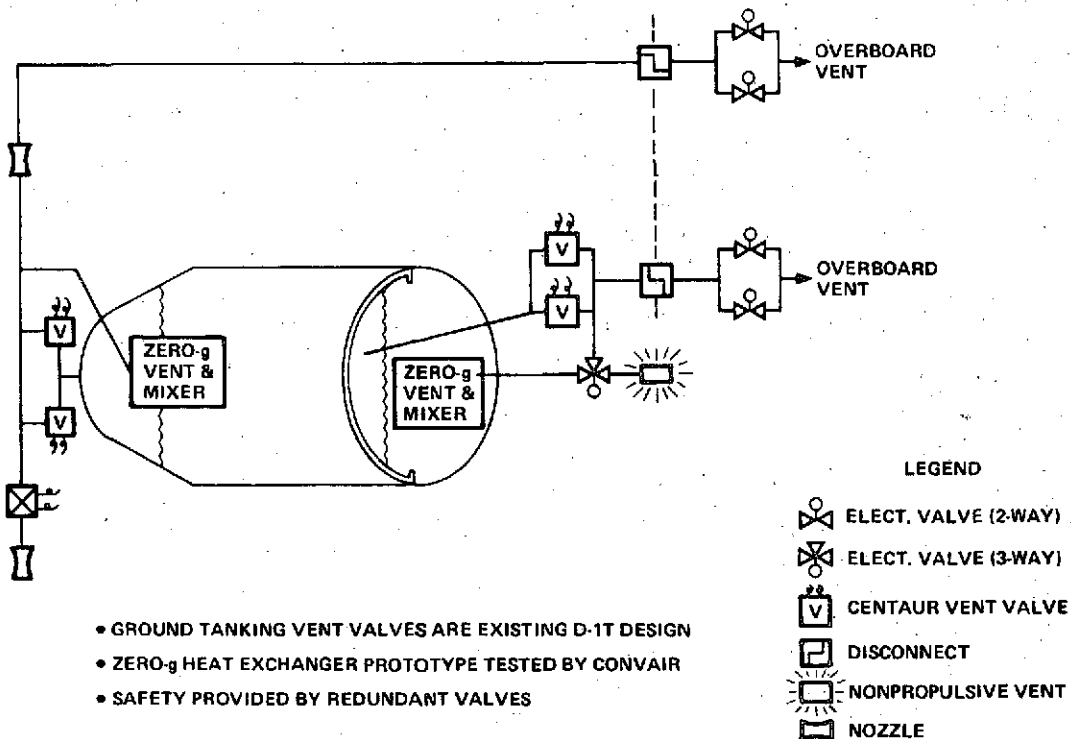 OVERBOARD
VENT
V
V
OVERBOARD
VENT
V
ZERO-g
VENT &
MIXER
ZERO-g
VENT &
MIXER
V
LEGEND
ELECT. VALVE (2-WAY)
ELECT. VALVE (3-WAY)
V CENTAUR VENT VALVE
DISCONNECT
NONPROPULSIVE VENT
NOZZLE
• GROUND TANKING VENT VALVES ARE EXISTING D-1T DESIGN
• ZERO-g HEAT EXCHANGER PROTOTYPE TESTED BY CONVAIR
• SAFETY PROVIDED BY REDUNDANT VALVES